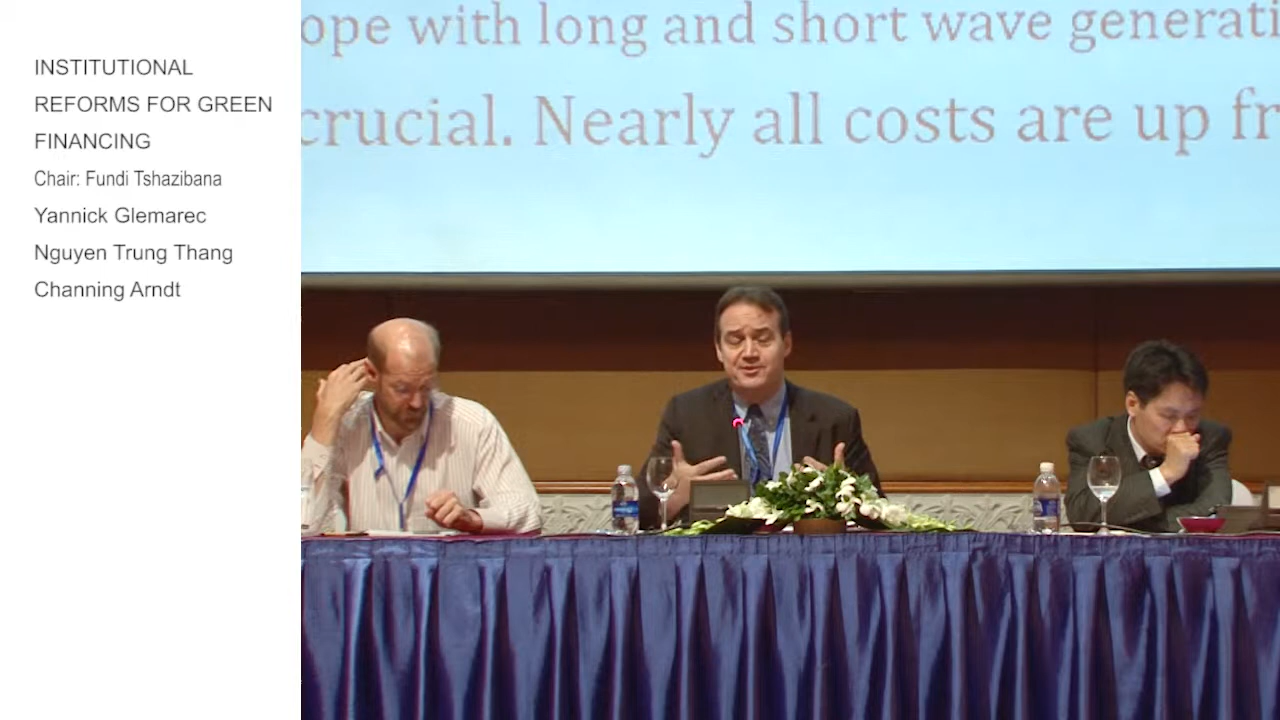 INSTITUTIONAL
REFORMS FOR GREEN
FINANCING
Chair: Fundi Tshazibana
Yannick Glemarec
Nguyen Trung Thang
Channing Arndt
ope with long and short wave generati
crucial. Nearly all costs are up fr